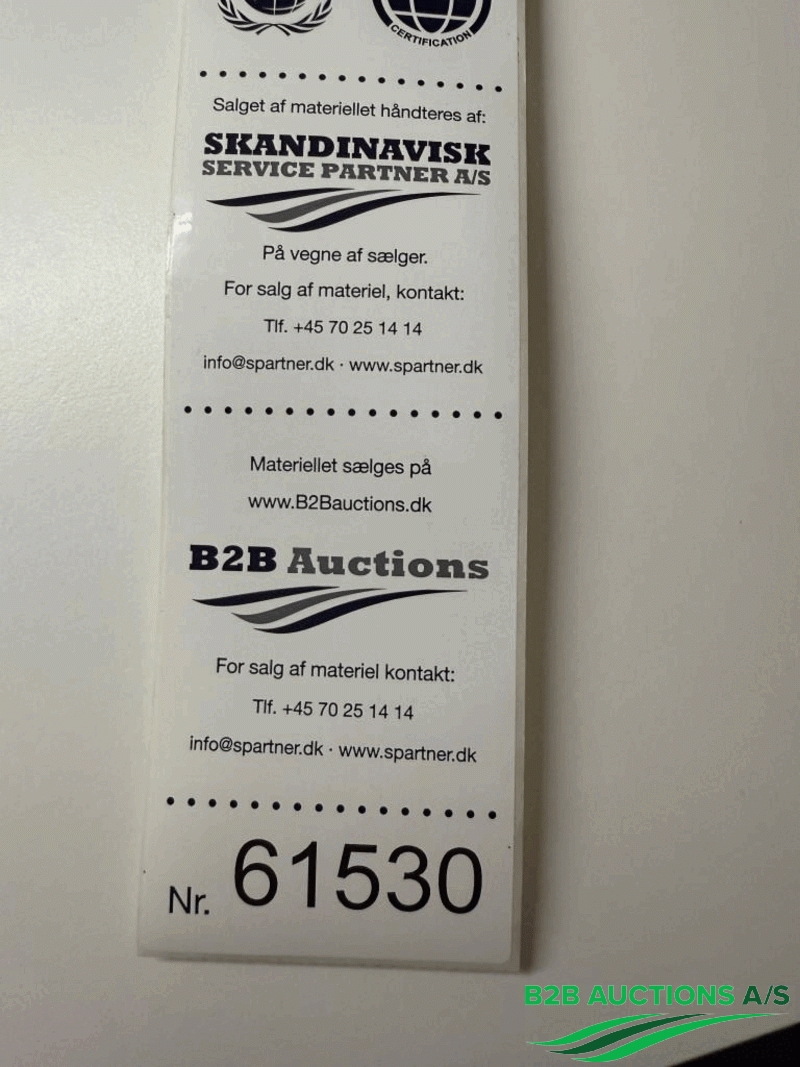 CERTIFICATION
Salget af materiellet håndteres af:
SKANDINAVISK
SERVICE PARTNER A/S
På vegne af sælger.
For salg af materiel, kontakt:
Tlf. +45 70 25 14 14
info@spartner.dk · www.spartner.dk
Materiellet sælges på
www.B2Bauctions.dk
B2B Auctions
For salg af materiel kontakt:
Tlf. +45 70 25 14 14
info@spartner.dk · www.spartner.dk
Nr. 61530
B2B AUCTIONS A/S